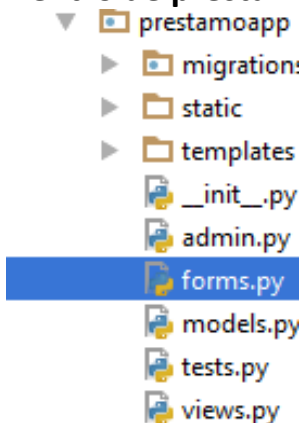 prestamoapp
migrations
static
templates
__init__.py
admin.py
forms.py
models.py
tests.py
views.py